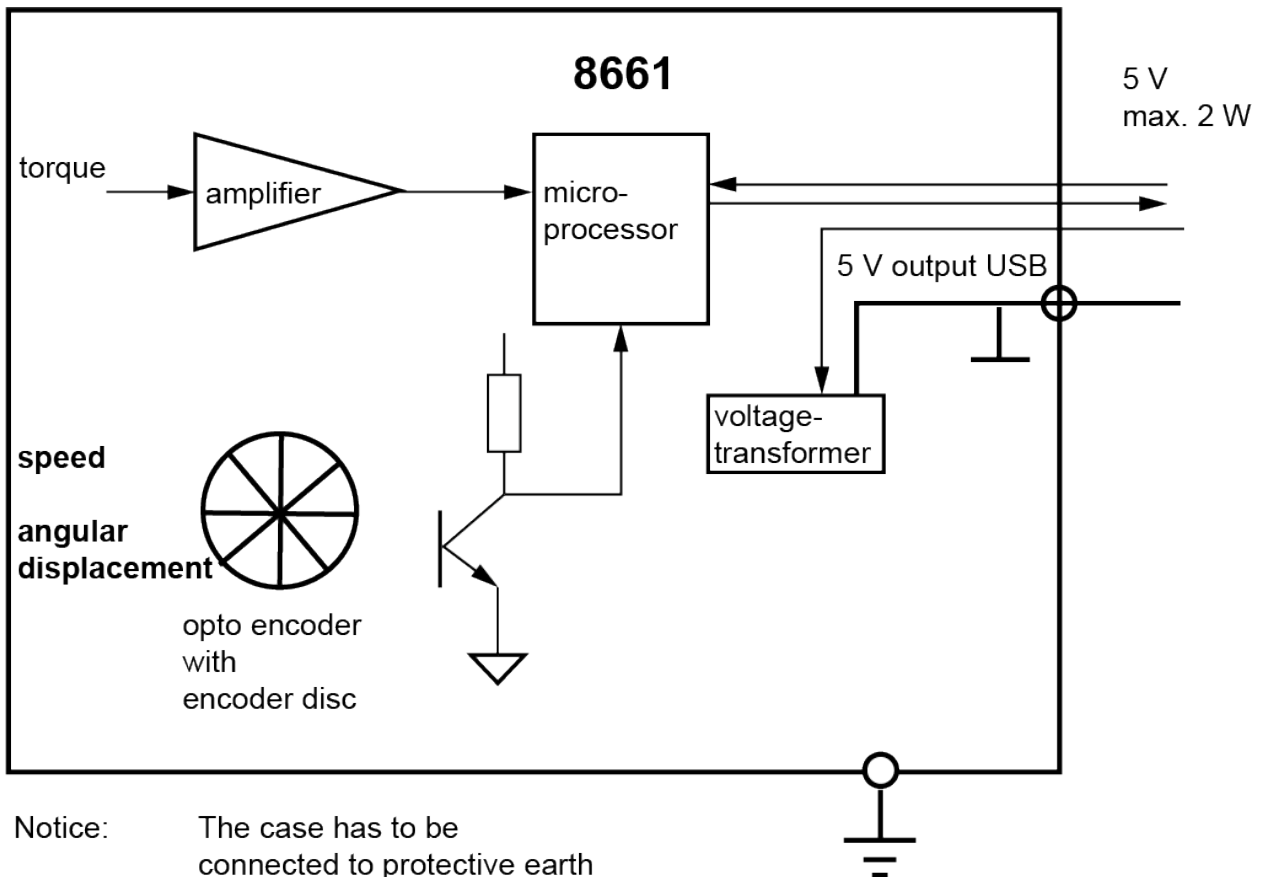 8661
5 V
max. 2 W
torque
amplifier
micro-
processor
5 V output USB
voltage-
transformer
speed
angular
displacement
opto encoder
with
encoder disc
Notice: The case has to be
connected to protective earth